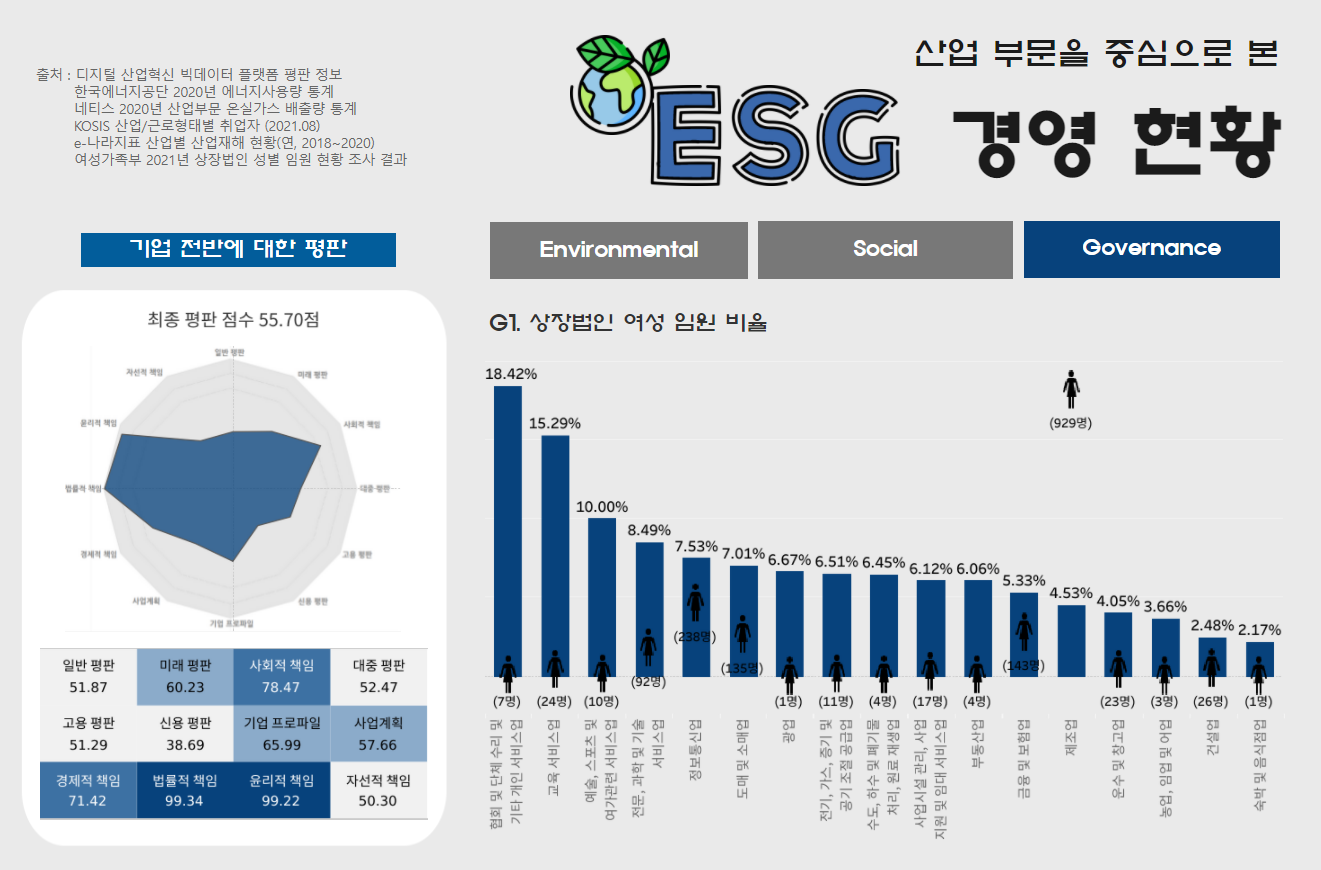 출처 : 디지털 산업혁신 빅데이터 플랫폼 평판 정보
한국에너지공단 2020년 에너지사용량 통계
네티스 2020년 산업부문 온실가스 배출량 통계
KOSIS 산업/근로형태별 취업자 (2021.08)
e-나라지표 산업별 산업재해 현황(연, 2018~2020)
여성가족부 2021년 상장법인 성별 임원 현황 조사 결과
ESG
산업 부문을 중심으로 본
경영 현황
기업 전반에 대한 평판
Environmental
Social
Governance
최종 평판 점수 55.70점
일반 평판
미래 평판
사회적 책임
대중 평판
고용 평판
신용 평판
기업 프로파일
사업계획
경제적 책임
법률적 책임
윤리적 책임
자선적 책임
일반 평판 미래 평판 사회적 책임 대중 평판
51.87 60.23 78.47 52.47
고용 평판 신용 평판 기업 프로파일 사업계획
51.29 38.69 65.99 57.66
경제적 책임 법률적 책임 윤리적 책임 자선적 책임
71.42 99.34 99.22 50.30
G1. 상장법인 여성 임원 비율
18.42% 15.29% 10.00% 8.49% 7.53% 7.01% 6.67% 6.51% 6.45% 6.12% 6.06% 5.33% 4.53% 4.05% 3.66% 2.48% 2.17%
(7명) (24명) (10명) (92명) (238명) (135명) (1명) (11명) (4명) (17명) (4명) (143명) (929명) (23명) (3명) (26명) (1명)
협회 및 단체 수리 및
기타 개인 서비스업
교육 서비스업
예술, 스포츠 및
여가관련 서비스업
전문, 과학 및 기술
서비스업
정보통신업
도매 및 소매업
광업
전기, 가스, 증기 및
공기 조절 공급업
수도, 하수 및 폐기물
처리, 원료 재생업
사업시설 관리, 사업
지원 및 임대 서비스업
부동산업
금융 및 보험업
제조업
운수 및 창고업
농업, 임업 및 어업
건설업
숙박 및 음식점업